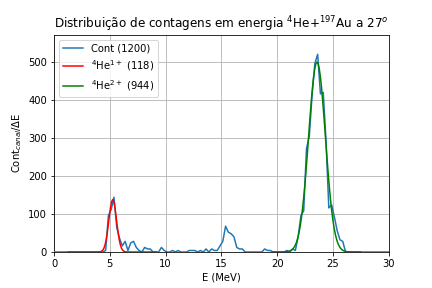 Distribuição de contagens em energia ⁴He+¹⁹⁷Au a 27º
Cont (1200)
⁴He¹⁺ (118)
⁴He²⁺ (944)
Cont_canal/ΔE
500
400
300
200
100
0
0 5 10 15 20 25 30
E (MeV)